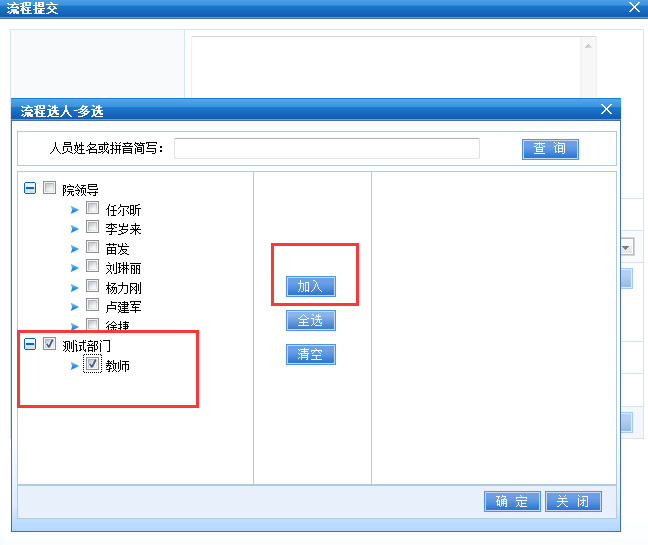 流程提交
流程选人-多选
人员姓名或拼音简写：
查 询
院领导
任尔昕
李岁来
苗发
刘琳丽
杨力刚
卢建军
徐捷
测试部门
教师
加入
全选
清空
确 定
关 闭